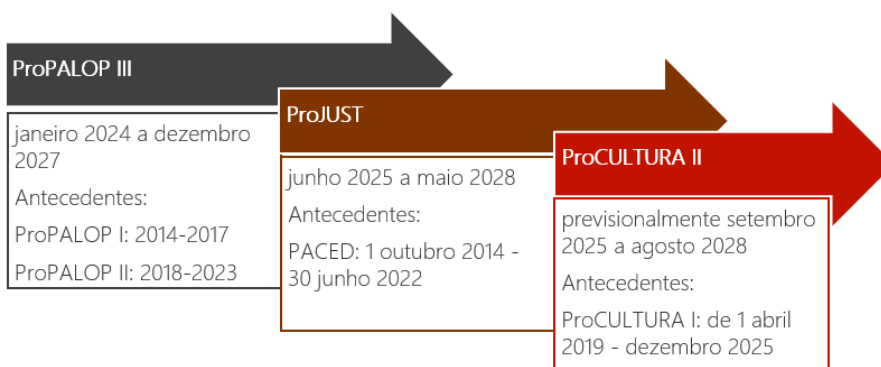 ProPALOP III
janeiro 2024 a dezembro
2027
Antecedentes:
ProPALOP I: 2014-2017
ProPALOP II: 2018-2023
ProJUST
junho 2025 a maio 2028
Antecedentes:
PACED: 1 outubro 2014 -
30 junho 2022
ProCULTURA II
previsionalmente setembro
2025 a agosto 2028
Antecedentes:
ProCULTURA I: de 1 abril
2019 - dezembro 2025